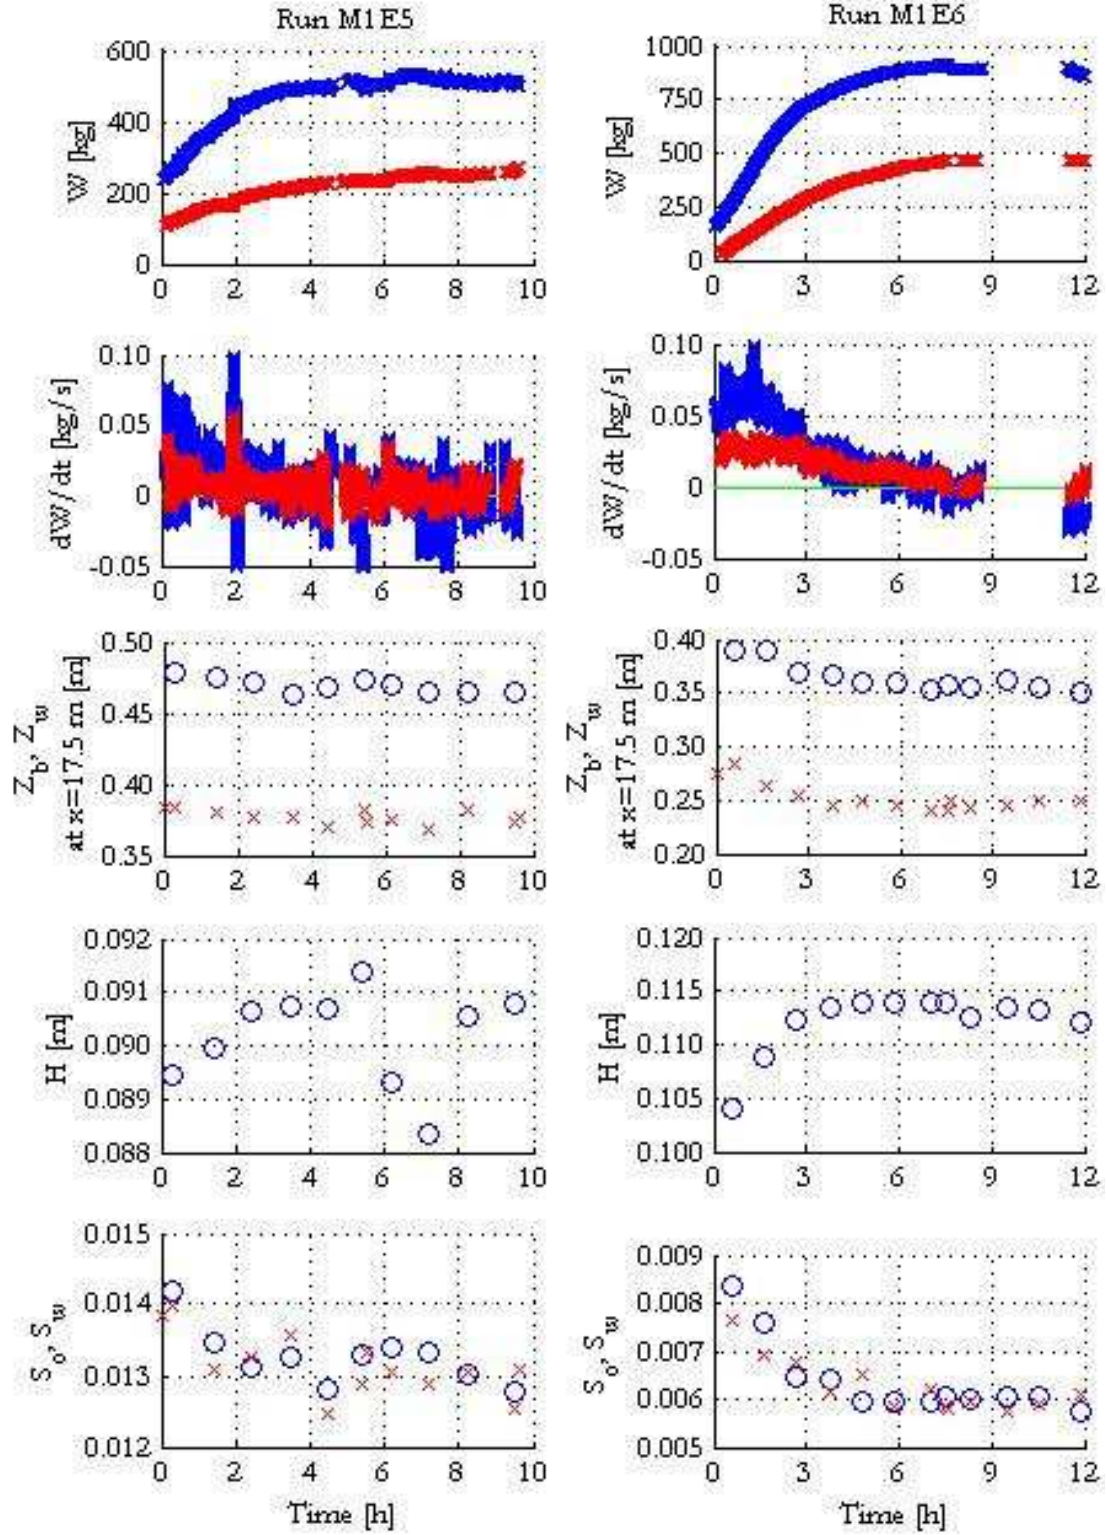 Run M1E5
600
400
200
0
W [kg]
0 2 4 6 8 10
0.10
0.05
0
-0.05
dW/dt [kg/s]
0 2 4 6 8 10
0.50
0.45
0.40
0.35
Z_b, Z_w
at x=17.5 m [m]
0 2 4 6 8 10
0.092
0.091
0.090
0.089
0.088
H [m]
0 2 4 6 8 10
0.015
0.014
0.013
0.012
S_o, S_w
0 2 4 6 8 10
Time [h]
Run M1E6
1000
750
500
250
0
W [kg]
0 3 6 9 12
0.10
0.05
0
-0.05
dW/dt [kg/s]
0 3 6 9 12
0.40
0.35
0.30
0.25
0.20
Z_b, Z_w
at x=17.5 m [m]
0 3 6 9 12
0.120
0.115
0.110
0.105
0.100
H [m]
0 3 6 9 12
0.009
0.008
0.007
0.006
0.005
S_o, S_w
0 3 6 9 12
Time [h]